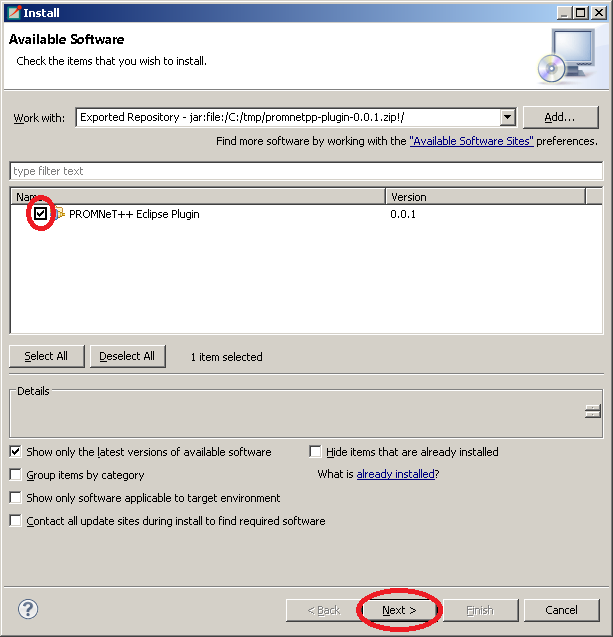 Install
Available Software
Check the items that you wish to install.
Work with: Exported Repository - jar:file:/C:/tmp/promnetpp-plugin-0.0.1.zip!/ Add...
Find more software by working with the "Available Software Sites" preferences.
type filter text
Name Version
PROMNeT++ Eclipse Plugin 0.0.1
Select All Deselect All 1 item selected
Details
Show only the latest versions of available software Hide items that are already installed
Group items by category What is already installed?
Show only software applicable to target environment
Contact all update sites during install to find required software
? < Back Next > Finish Cancel